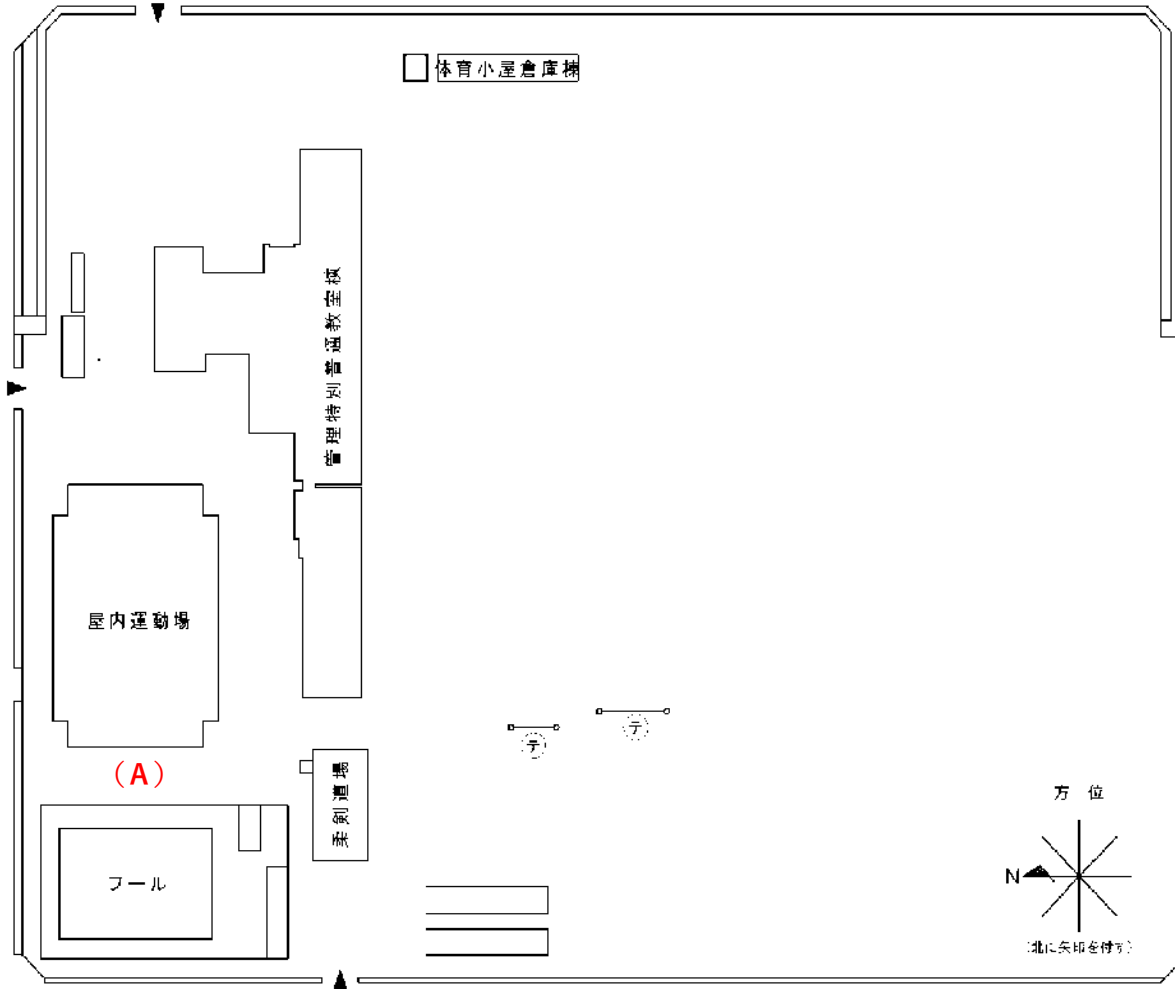 体育小屋倉庫棟
管理特別普通教室棟
屋内運動場
(A)
テ
テ
柔剣道場
プール
方 位
N
(北に矢印を付す)